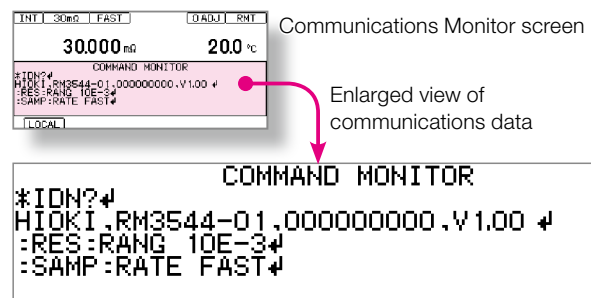 INT 30mΩ FAST 0ADJ RMT
Communications Monitor screen
30.000 mΩ 20.0 °C
COMMAND MONITOR
*IDN?↲
HIOKI,RM3544-01,000000000,V1.00 ↲
:RES:RANG 10E-3↲
:SAMP:RATE FAST↲
LOCAL
Enlarged view of
communications data
COMMAND MONITOR
*IDN?↲
HIOKI,RM3544-01,000000000,V1.00 ↲
:RES:RANG 10E-3↲
:SAMP:RATE FAST↲